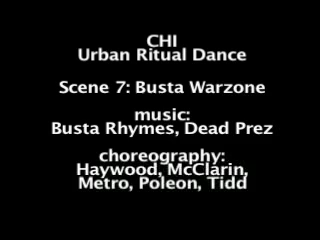 CHI
Urban Ritual Dance
Scene 7: Busta Warzone
music:
Busta Rhymes, Dead Prez
choreography:
Haywood, McClarin,
Metro, Poleon, Tidd